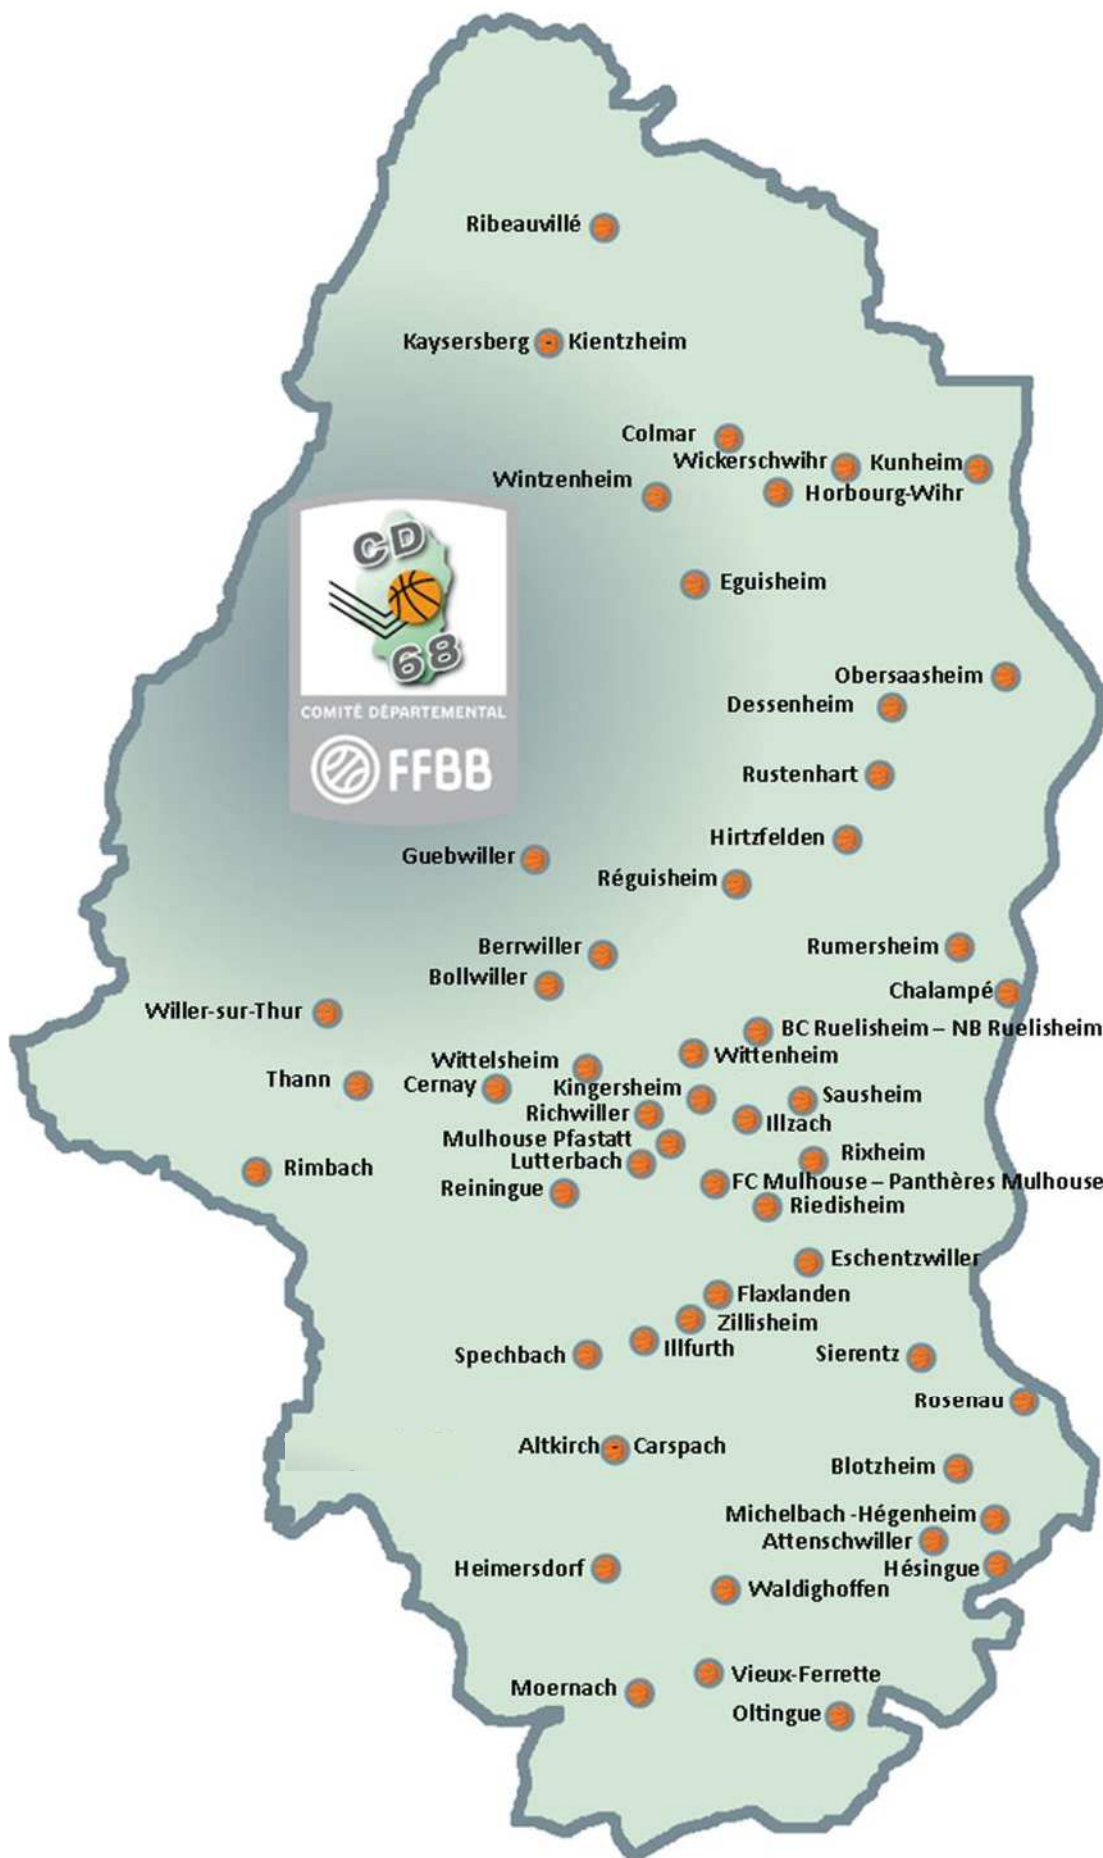 Ribeauvillé
Kaysersberg - Kientzheim
Colmar
Wickerschwihr
Kunheim
Wintzenheim
Horbourg-Wihr
CD
68
COMITÉ DÉPARTEMENTAL
FFBB
Eguisheim
Obersaasheim
Dessenheim
Rustenhart
Hirtzfelden
Guebwiller
Réguisheim
Berrwiller
Rumersheim
Bollwiller
Chalampé
Willer-sur-Thur
BC Ruelisheim – NB Ruelisheim
Wittenheim
Wittelsheim
Thann
Cernay
Kingersheim
Sausheim
Richwiller
Illzach
Mulhouse Pfastatt
Rixheim
Lutterbach
Rimbach
FC Mulhouse – Panthères Mulhouse
Reiningue
Riedisheim
Eschentzwiller
Flaxlanden
Zillisheim
Illfurth
Spechbach
Sierentz
Rosenau
Altkirch - Carspach
Blotzheim
Michelbach -Hégenheim
Attenschwiller
Hésingue
Heimersdorf
Waldighoffen
Vieux-Ferrette
Moernach
Oltingue